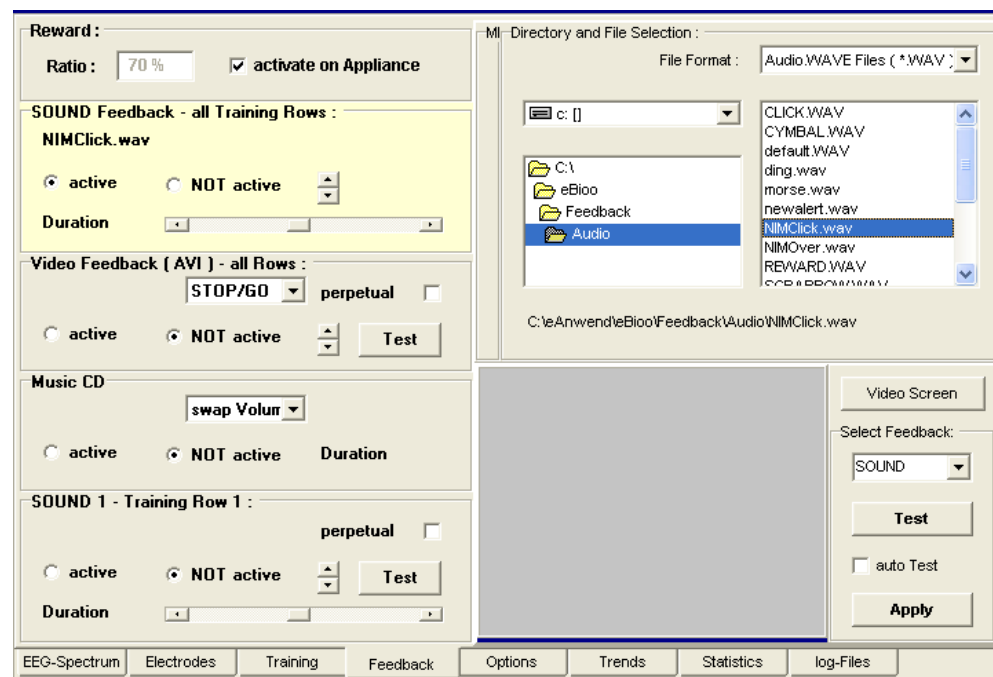 Reward :
Ratio : 70 % activate on Appliance
SOUND Feedback - all Training Rows :
NIMClick.wav
active NOT active
Duration
Video Feedback ( AVI ) - all Rows :
STOP/GO perpetual
active NOT active Test
Music CD
swap Volum
active NOT active Duration
SOUND 1 - Training Row 1 :
perpetual
active NOT active Test
Duration
MI
Directory and File Selection :
File Format : Audio.WAVE Files ( *.WAV )
c: []
C:\
eBioo
Feedback
Audio
CLICK.WAV
CYMBAL.WAV
default.WAV
ding.wav
morse.wav
newalert.wav
NIMClick.wav
NIMOver.wav
REWARD.WAV
C:\eAnwend\eBioo\Feedback\Audio\NIMClick.wav
Video Screen
Select Feedback:
SOUND
Test
auto Test
Apply
EEG-Spectrum Electrodes Training Feedback Options Trends Statistics log-Files